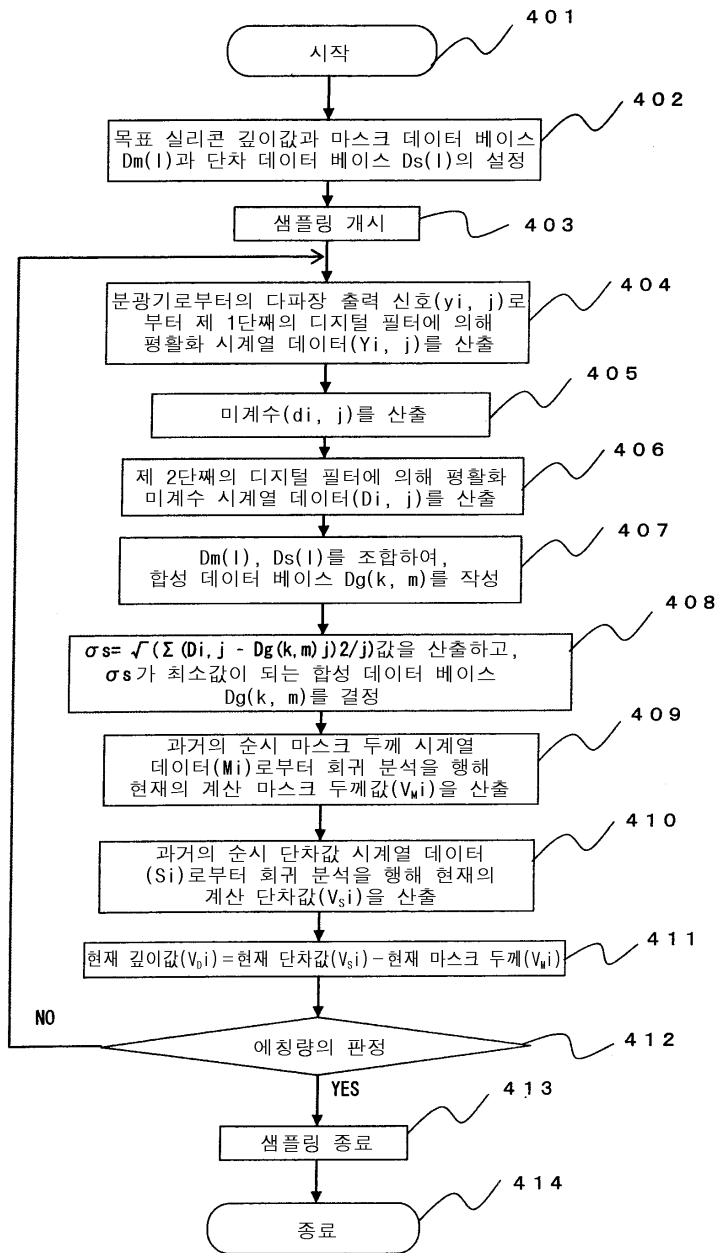 401
시작
402
목표 실리콘 깊이값과 마스크 데이터 베이스
Dm(l)과 단차 데이터 베이스 Ds(l)의 설정
샘플링 개시
403
분광기로부터의 다파장 출력 신호(yi, j)로
부터 제 1단째의 디지털 필터에 의해
평활화 시계열 데이터(Yi, j)를 산출
404
405
미계수(di, j)를 산출
406
제 2단째의 디지털 필터에 의해 평활화
미계수 시계열 데이터(Di, j)를 산출
407
Dm(l), Ds(l)를 조합하여,
합성 데이터 베이스 Dg(k, m)를 작성
408
σs= √(Σ(Di,j - Dg(k,m)j)2/j)값을 산출하고,
σs가 최소값이 되는 합성 데이터 베이스
Dg(k, m)를 결정
409
과거의 순시 마스크 두께 시계열
데이터(Mi)로부터 회귀 분석을 행해
현재의 계산 마스크 두께값(VMi)을 산출
410
과거의 순시 단차값 시계열 데이터
(Si)로부터 회귀 분석을 행해 현재의
계산 단차값(VSi)을 산출
411
현재 깊이값(VDi)=현재 단차값(VSi)-현재 마스크 두께(VMi)
NO
에칭량의 판정
412
YES
413
샘플링 종료
414
종료